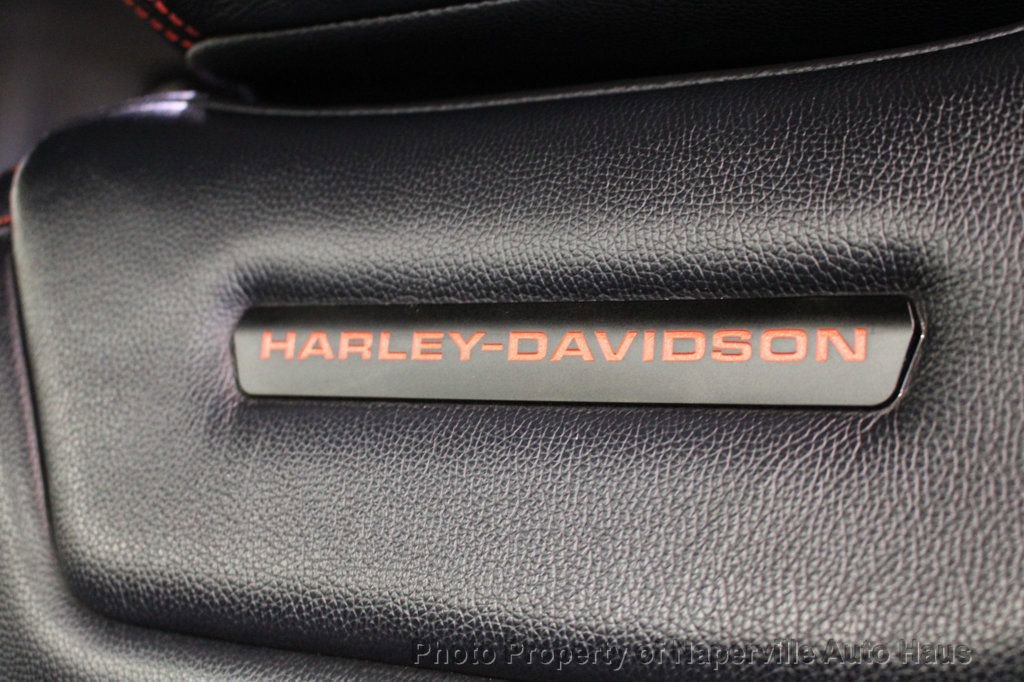 HARLEY-DAVIDSON
Photo Property of Naperville Auto Haus